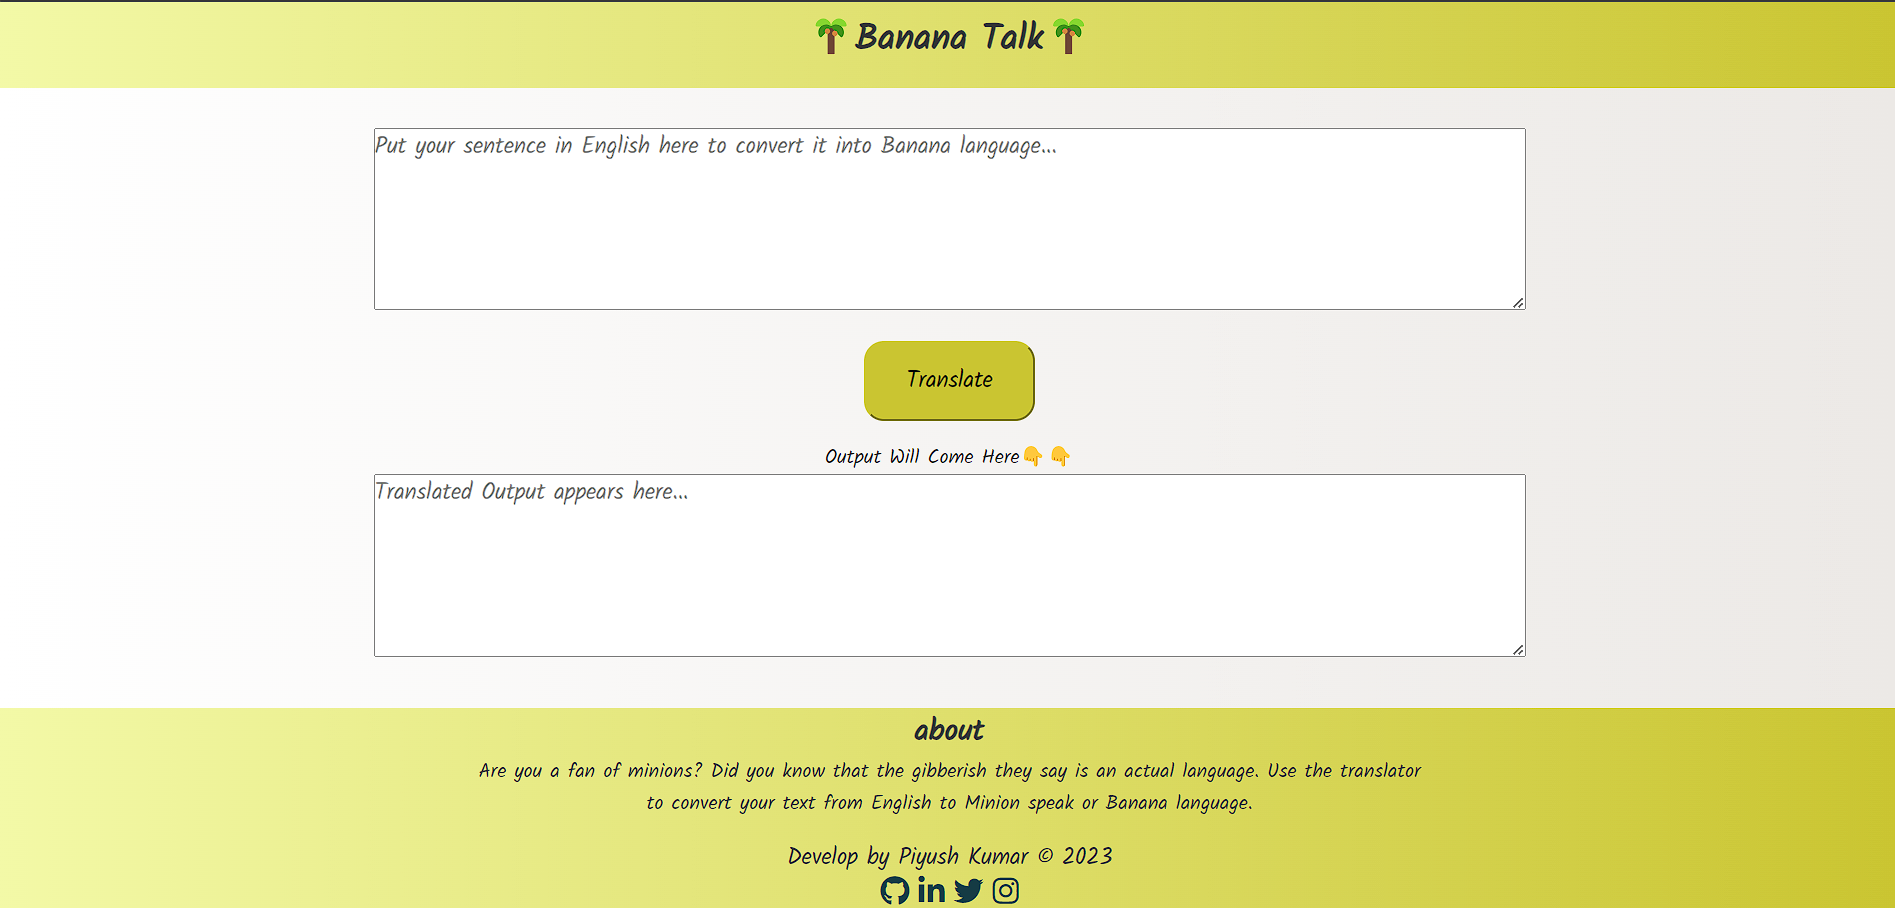 🌴Banana Talk🌴
Put your sentence in English here to convert it into Banana language...
Translate
Output Will Come Here👇👇
Translated Output appears here...
about
Are you a fan of minions? Did you know that the gibberish they say is an actual language. Use the translator
to convert your text from English to Minion speak or Banana language.
Develop by Piyush Kumar © 2023
in